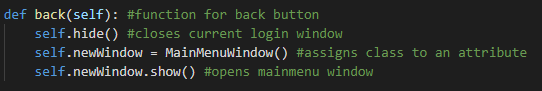 def back(self): #function for back button
    self.hide() #closes current login window
    self.newWindow = MainMenuWindow() #assigns class to an attribute
    self.newWindow.show() #opens mainmenu window